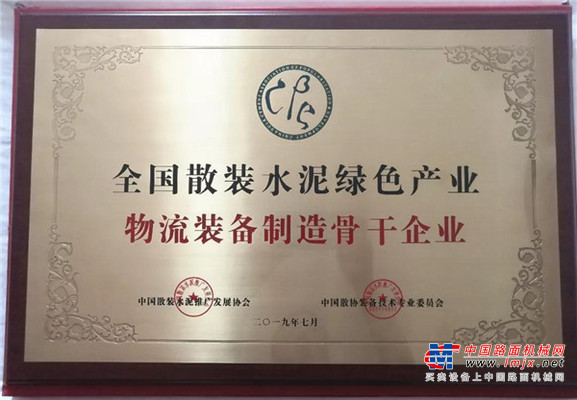 全国散装水泥绿色产业
物流装备制造骨干企业
中国散装水泥推广发展协会
中国散协装备技术专业委员会
二〇一九年七月
中国路面机械网
www.lmjx.net
买卖设备上中国路面机械网